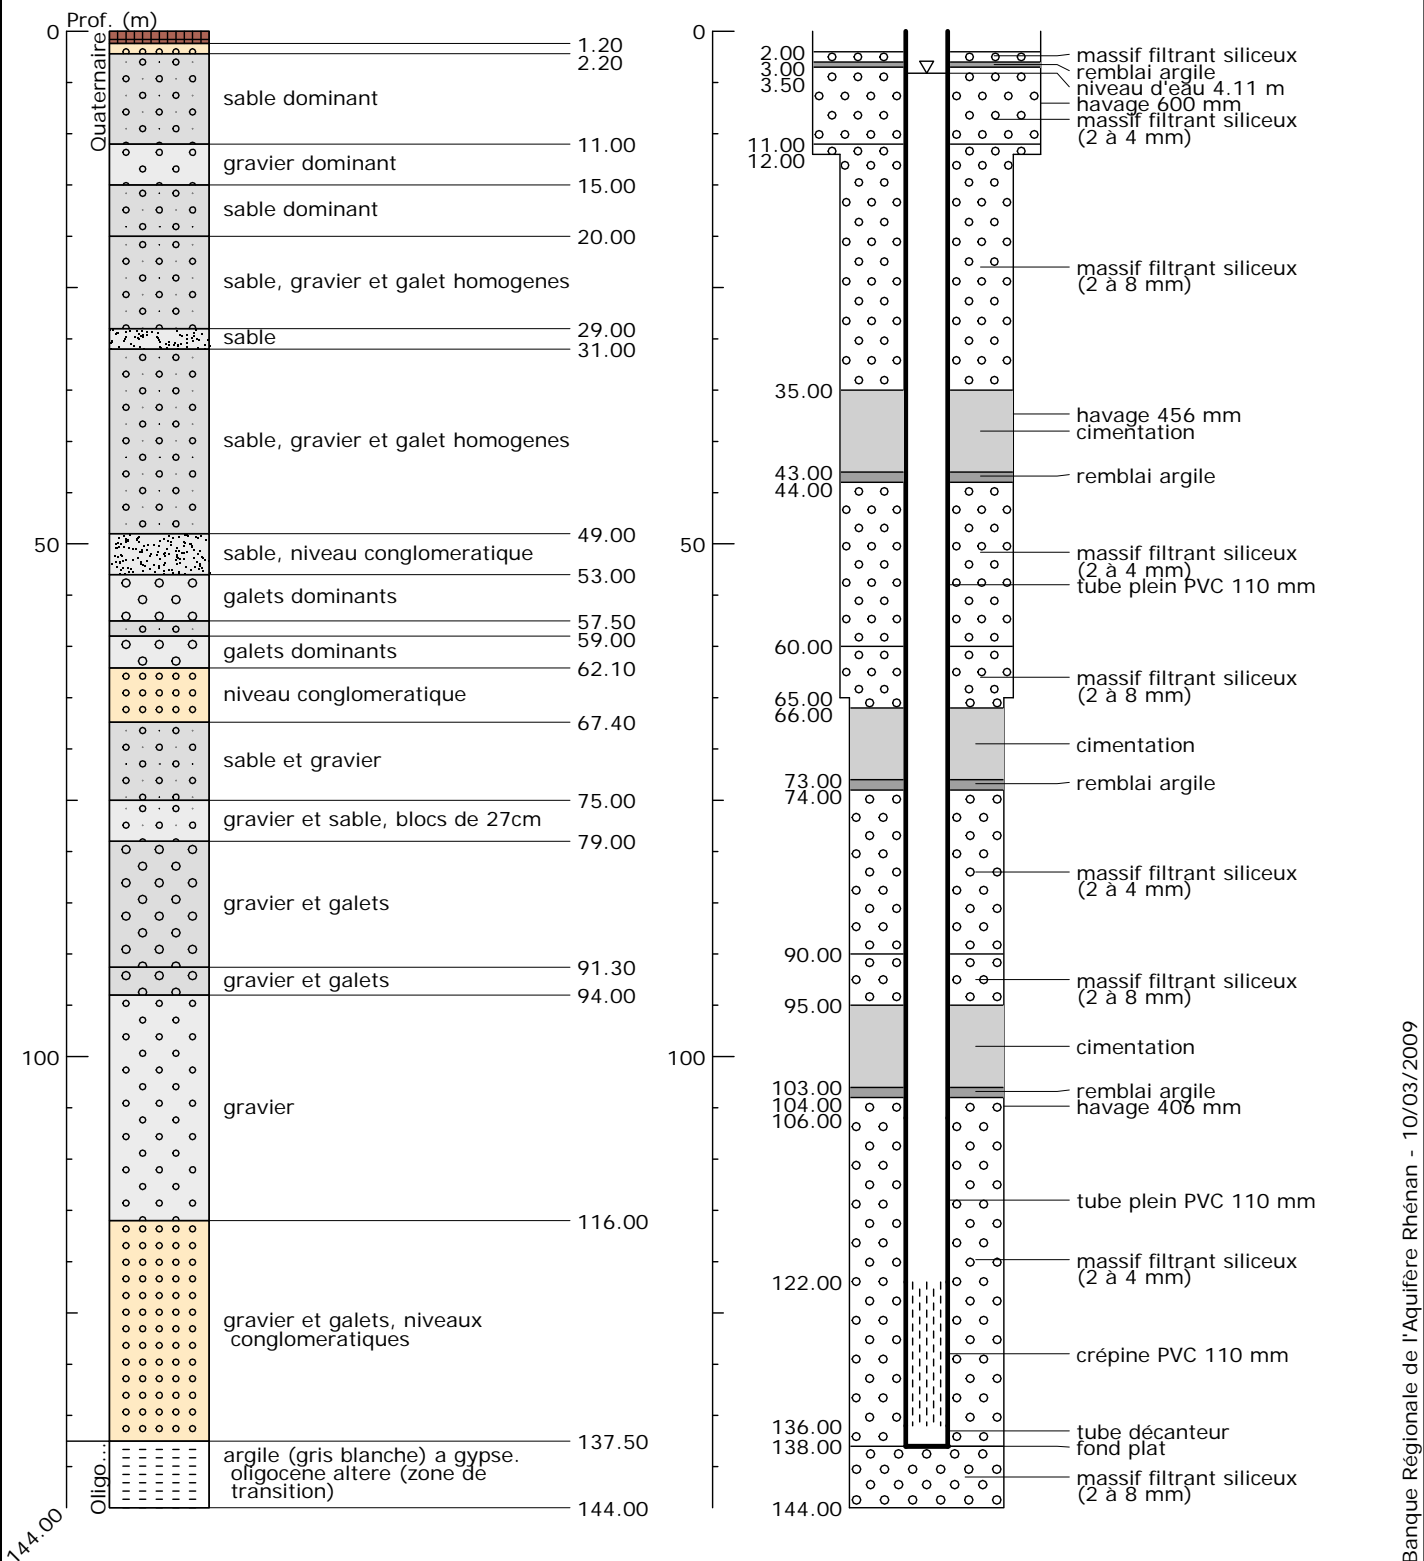 Prof. (m)
0
50
100
144.00
Quaternaire
Oligo...
1.20
2.20
sable dominant
11.00
gravier dominant
15.00
sable dominant
20.00
sable, gravier et galet homogenes
29.00
sable
31.00
sable, gravier et galet homogenes
49.00
sable, niveau conglomeratique
53.00
galets dominants
57.50
59.00
galets dominants
62.10
niveau conglomeratique
67.40
sable et gravier
75.00
gravier et sable, blocs de 27cm
79.00
gravier et galets
91.30
gravier et galets
94.00
gravier
116.00
gravier et galets, niveaux
conglomeratiques
137.50
argile (gris blanche) a gypse.
oligocene altere (zone de
transition)
144.00
0
50
100
2.00
3.00
3.50
11.00
12.00
35.00
43.00
44.00
60.00
65.00
66.00
73.00
74.00
90.00
95.00
103.00
104.00
106.00
122.00
136.00
138.00
144.00
massif filtrant siliceux
remblai argile
niveau d'eau 4.11 m
havage 600 mm
massif filtrant siliceux
(2 à 4 mm)
massif filtrant siliceux
(2 à 8 mm)
havage 456 mm
cimentation
remblai argile
massif filtrant siliceux
(2 à 4 mm)
tube plein PVC 110 mm
massif filtrant siliceux
(2 à 8 mm)
cimentation
remblai argile
massif filtrant siliceux
(2 à 4 mm)
massif filtrant siliceux
(2 à 8 mm)
cimentation
remblai argile
havage 406 mm
tube plein PVC 110 mm
massif filtrant siliceux
(2 à 4 mm)
crépine PVC 110 mm
tube décanteur
fond plat
massif filtrant siliceux
(2 à 8 mm)
Banque Régionale de l'Aquifère Rhénan - 10/03/2009